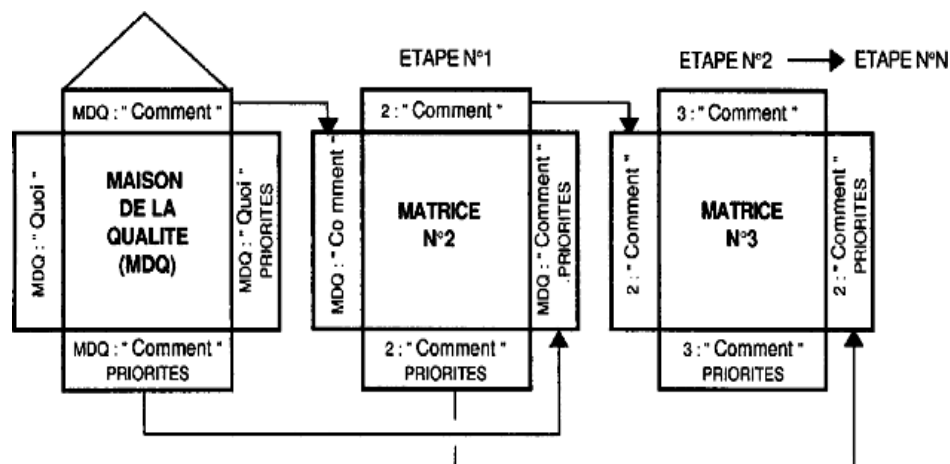 ETAPE N°1
ETAPE N°2
ETAPE N°N
MDQ : " Comment "
MDQ : " Quoi "
MAISON
DE LA
QUALITE
(MDQ)
MDQ : " Quoi "
PRIORITES
MDQ : " Comment "
PRIORITES
2 : " Comment "
MDQ : " Co mment "
MATRICE
N°2
MDQ : " Comment "
.PRIORITES
2 : " Comment "
PRIORITES
3 : " Comment "
2 : " Comment "
MATRICE
N°3
2 : " Comment "
PRIORITES
3 : " Comment "
PRIORITES